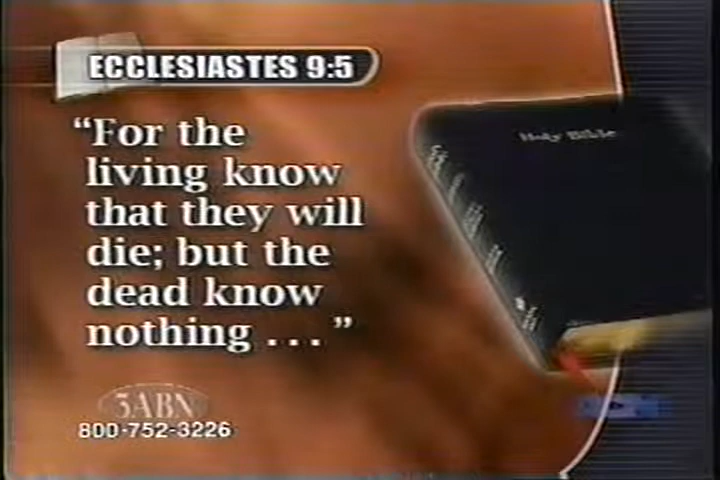 ECCLESIASTES 9:5
“For the
living know
that they will
die; but the
dead know
nothing . . . ”
Holy Bible
3ABN
800-752-3226